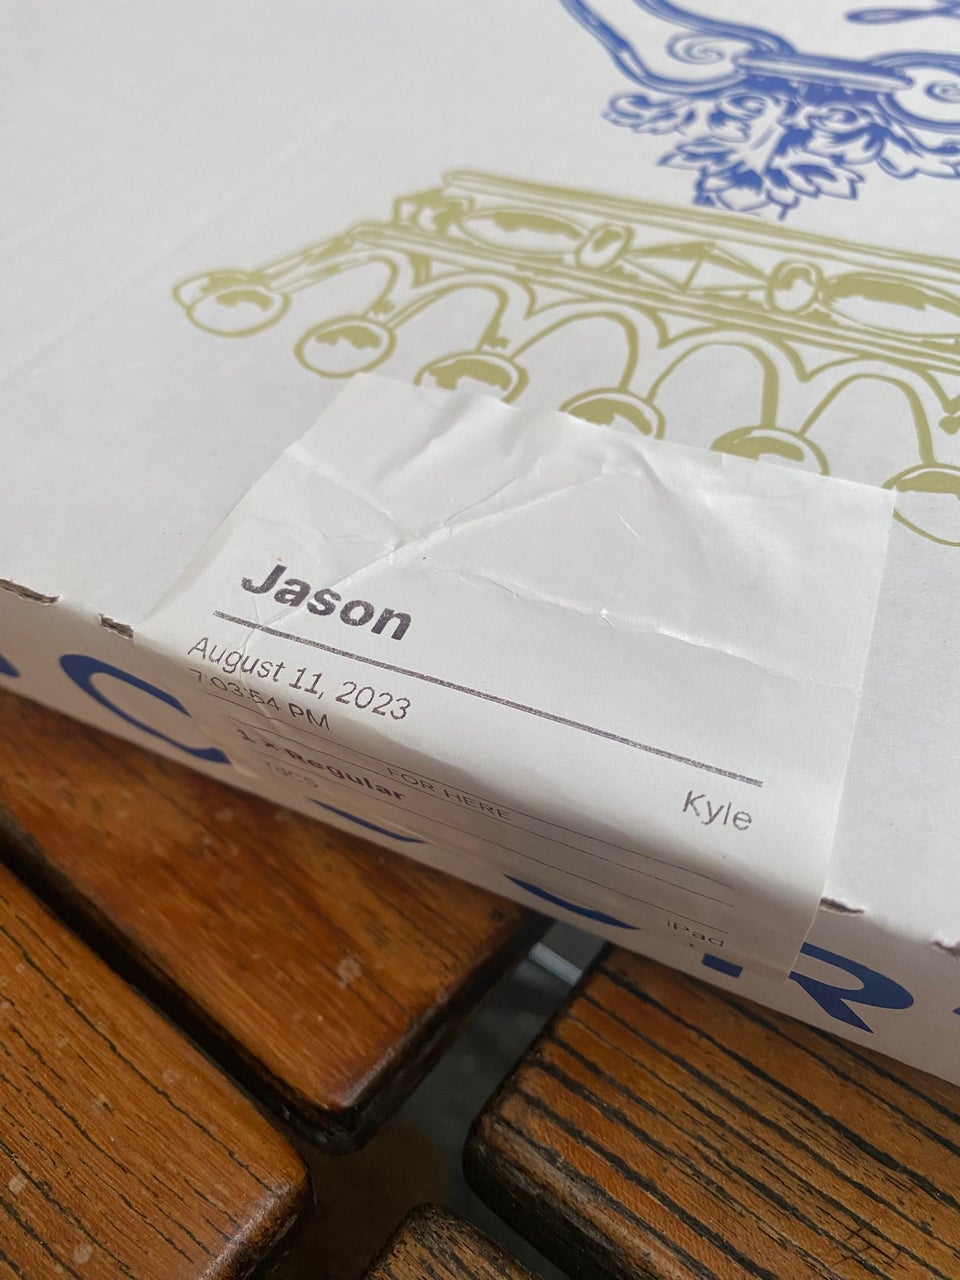 Jason
August 11, 2023
7:03:54 PM
Kyle
FOR HERE
1 x Regular
iPad